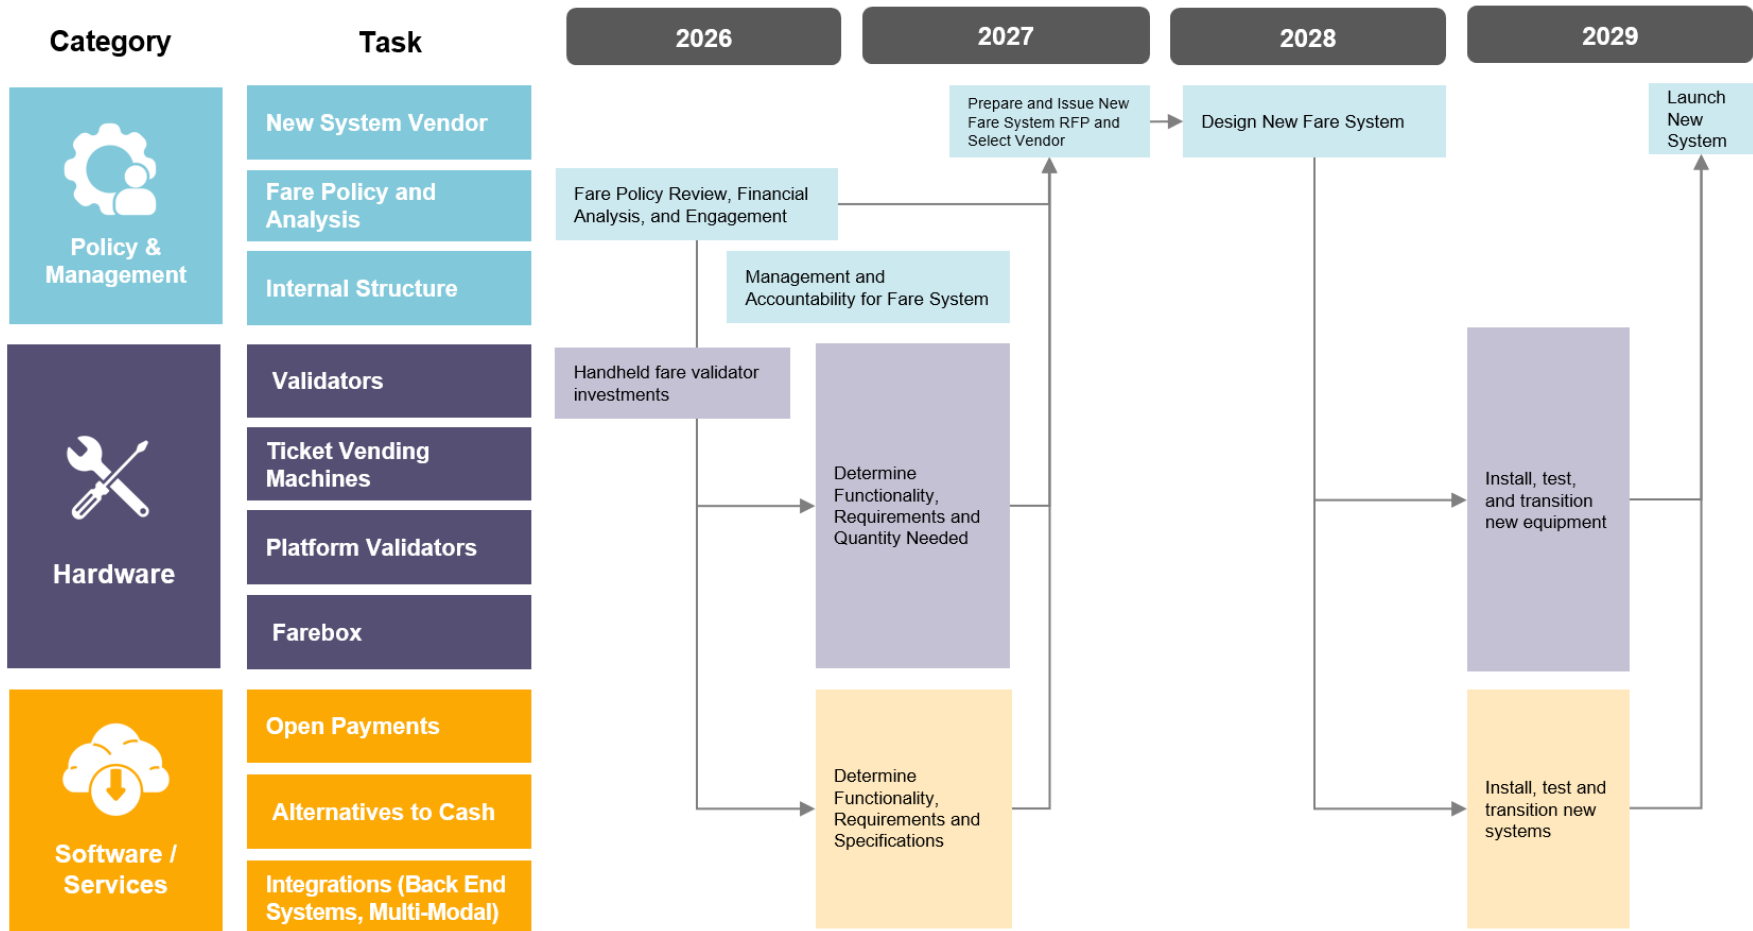 Category
Task
2026
2027
2028
2029
Policy &
Management
New System Vendor
Prepare and Issue New
Fare System RFP and
Select Vendor
Design New Fare System
Launch
New
System
Fare Policy and
Analysis
Fare Policy Review, Financial
Analysis, and Engagement
Internal Structure
Management and
Accountability for Fare System
Hardware
Validators
Handheld fare validator
investments
Ticket Vending
Machines
Platform Validators
Farebox
Determine
Functionality,
Requirements and
Quantity Needed
Install, test,
and transition
new equipment
Software /
Services
Open Payments
Alternatives to Cash
Integrations (Back End
Systems, Multi-Modal)
Determine
Functionality,
Requirements and
Specifications
Install, test and
transition new
systems